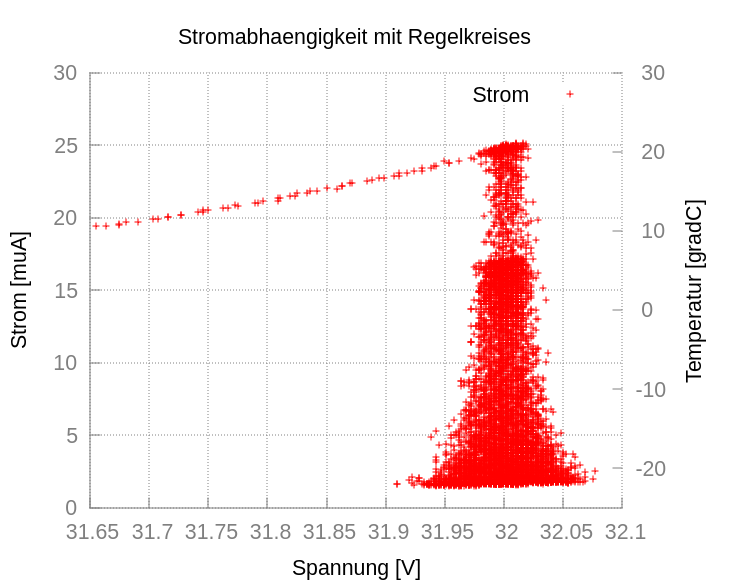 Stromabhaengigkeit mit Regelkreises
30
25
20
15
10
5
0
30
20
10
0
-10
-20
Strom
Strom [muA]
Temperatur [gradC]
31.65 31.7 31.75 31.8 31.85 31.9 31.95 32 32.05 32.1
Spannung [V]